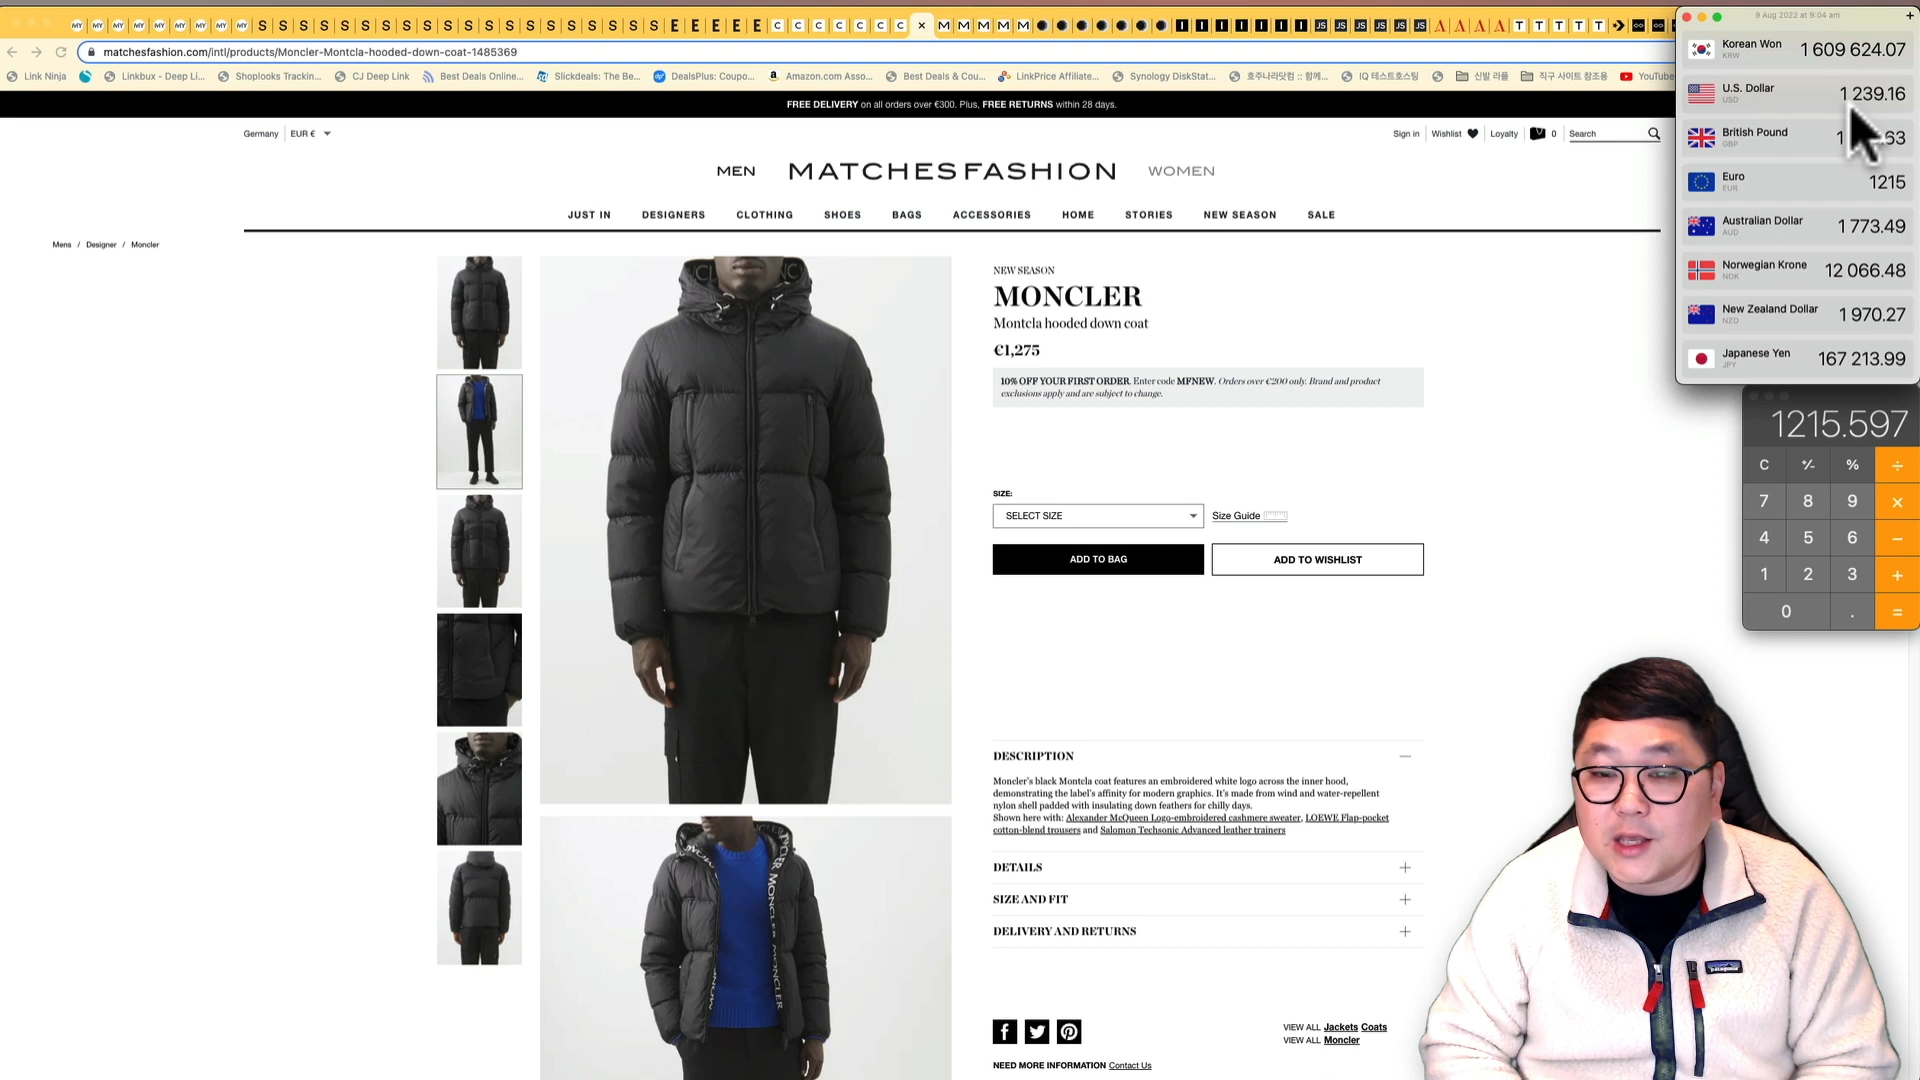 matchesfashion.com/intl/products/Moncler-Montcla-hooded-down-coat-1485369
Link Ninja
Linkbux - Deep Li...
Shoplooks Trackin...
CJ Deep Link
Best Deals Online...
Slickdeals: The Be...
DealsPlus: Coupo...
Amazon.com Asso...
Best Deals & Cou...
LinkPrice Affiliate...
Synology DiskStat...
호주나라닷컴 :: 함께...
IQ 테스트호스팅
신발 라플
직구 사이트 참조용
YouTube
FREE DELIVERY on all orders over €300. Plus, FREE RETURNS within 28 days.
Germany EUR €
Sign in Wishlist Loyalty 0 Search
MEN MATCHESFASHION WOMEN
JUST IN DESIGNERS CLOTHING SHOES BAGS ACCESSORIES HOME STORIES NEW SEASON SALE
Mens / Designer / Moncler
NEW SEASON
MONCLER
Montcla hooded down coat
€1,275
10% OFF YOUR FIRST ORDER. Enter code MFNEW. Orders over €200 only. Brand and product
exclusions apply and are subject to change.
SIZE:
SELECT SIZE Size Guide
ADD TO BAG ADD TO WISHLIST
DESCRIPTION
Moncler's black Montcla coat features an embroidered white logo across the inner hood,
demonstrating the label's affinity for modern graphics. It's made from wind and water-repellent
nylon shell padded with insulating down feathers for chilly days.
Shown here with: Alexander McQueen Logo-embroidered cashmere sweater, LOEWE Flap-pocket
cotton-blend trousers and Salomon Techsonic Advanced leather trainers
DETAILS
SIZE AND FIT
DELIVERY AND RETURNS
VIEW ALL Jackets Coats
VIEW ALL Moncler
NEED MORE INFORMATION Contact Us
9 Aug 2022 at 9:04 am
Korean Won 1 609 624.07
KRW
U.S. Dollar 1 239.16
USD
British Pound
GBP
Euro 1215
EUR
Australian Dollar 1 773.49
AUD
Norwegian Krone 12 066.48
NOK
New Zealand Dollar 1 970.27
NZD
Japanese Yen 167 213.99
JPY
1215.597
C +/- % ÷
7 8 9 ×
4 5 6 −
1 2 3 +
0 . =
MONCLER
patagonia